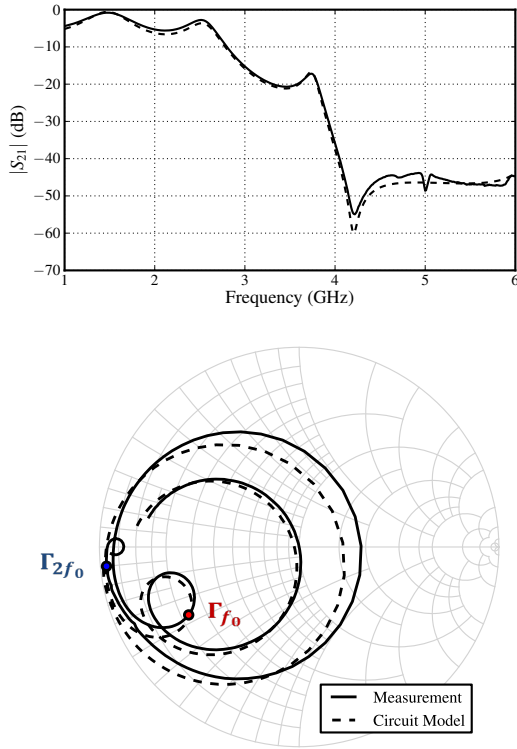 0
−10
−20
−30
−40
−50
−60
−70
|S₂₁| (dB)
1 2 3 4 5 6
Frequency (GHz)
Γ2f₀
Γf₀
Measurement
Circuit Model